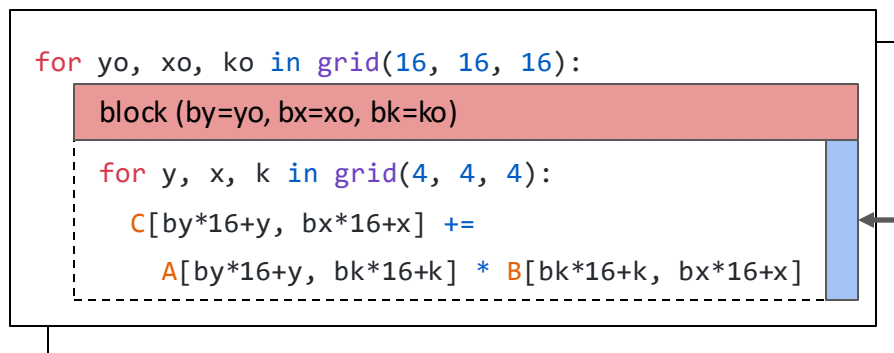 for yo, xo, ko in grid(16, 16, 16):
block (by=yo, bx=xo, bk=ko)
for y, x, k in grid(4, 4, 4):
C[by*16+y, bx*16+x] +=
A[by*16+y, bk*16+k] * B[bk*16+k, bx*16+x]